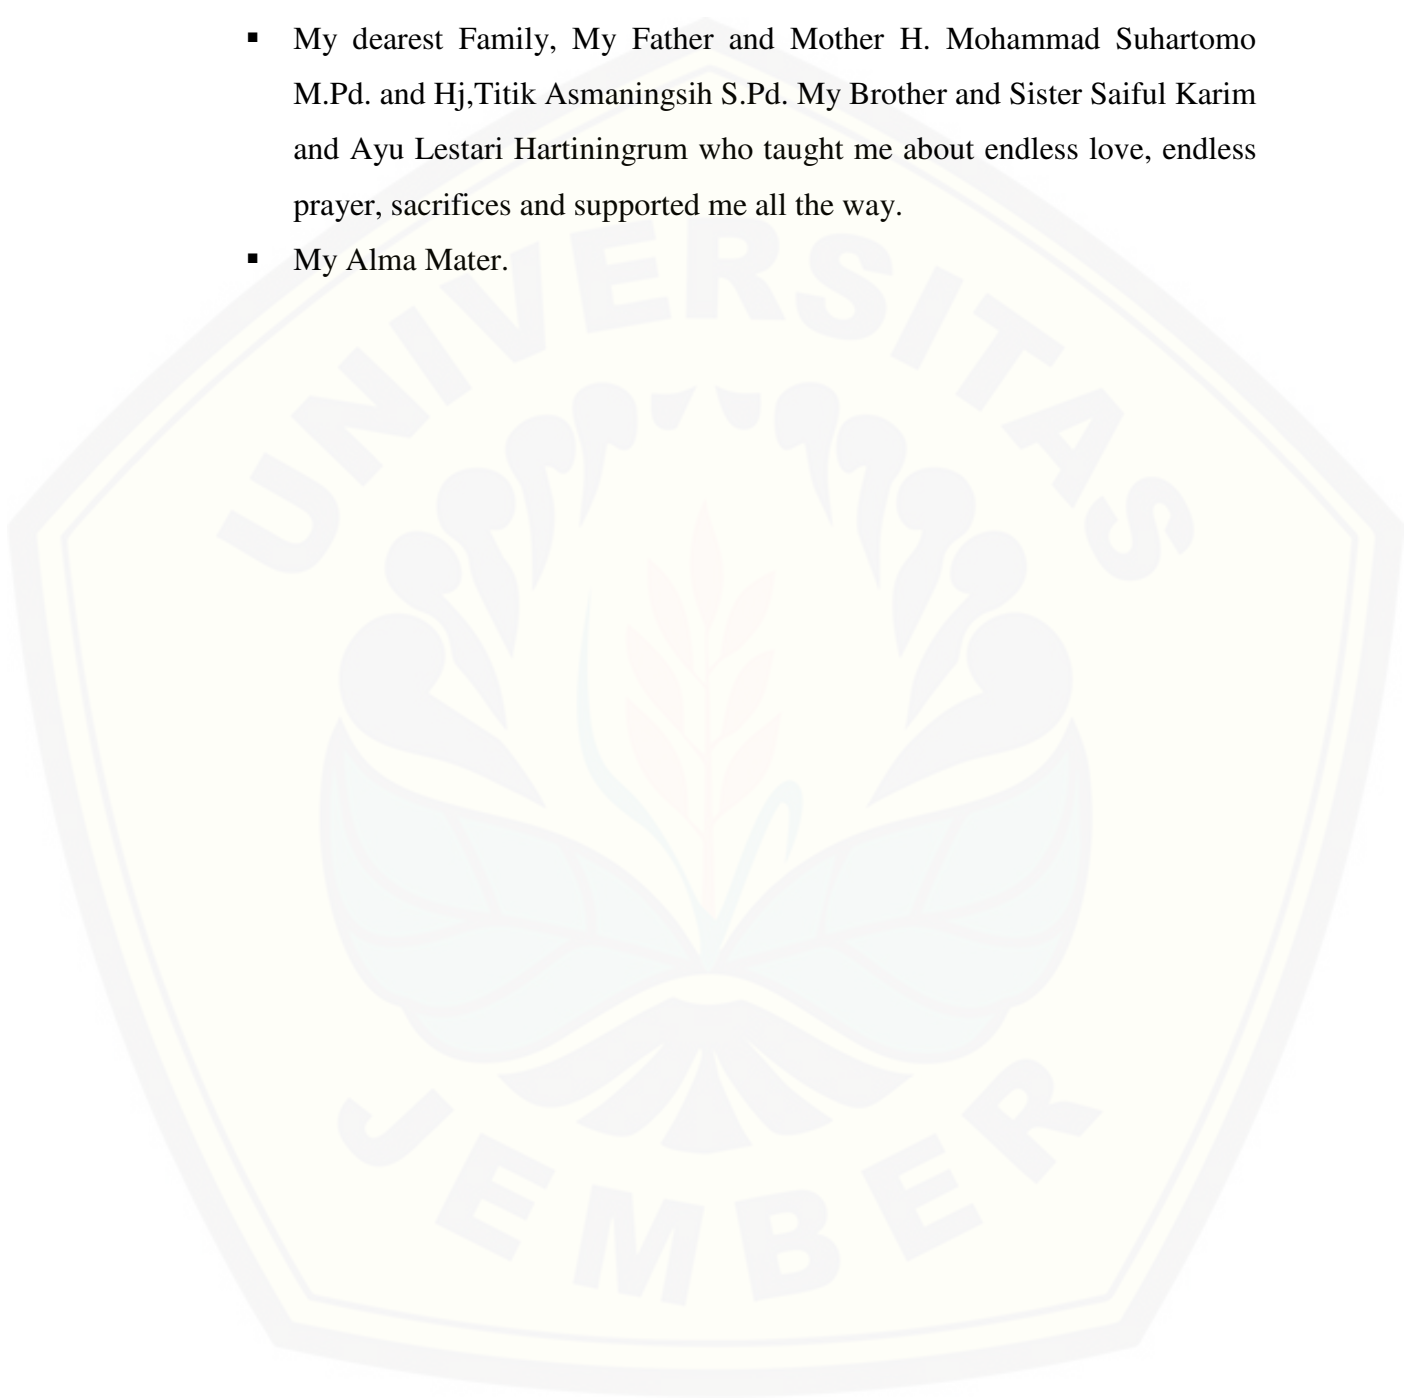 ▪ My dearest Family, My Father and Mother H. Mohammad Suhartomo
M.Pd. and Hj,Titik Asmaningsih S.Pd. My Brother and Sister Saiful Karim
and Ayu Lestari Hartiningrum who taught me about endless love, endless
prayer, sacrifices and supported me all the way.
▪ My Alma Mater.
UNIVERSITAS
JEMBER